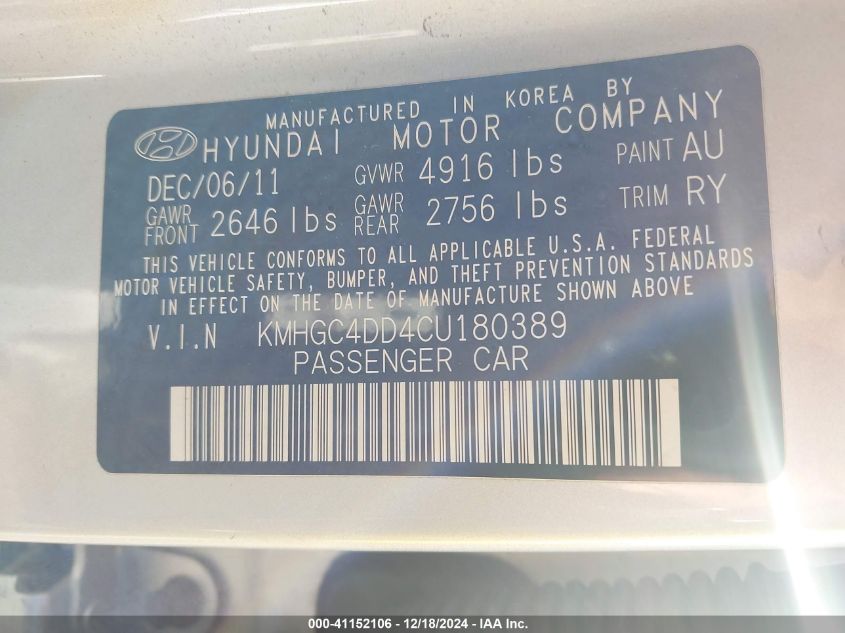 MANUFACTURED IN KOREA BY
HYUNDAI MOTOR COMPANY
DEC/06/11 GVWR 4916 lbs PAINT AU
GAWR FRONT 2646 lbs GAWR REAR 2756 lbs TRIM RY
THIS VEHICLE CONFORMS TO ALL APPLICABLE U.S.A. FEDERAL
MOTOR VEHICLE SAFETY, BUMPER, AND THEFT PREVENTION STANDARDS
IN EFFECT ON THE DATE OF MANUFACTURE SHOWN ABOVE
V.I.N KMHGC4DD4CU180389
PASSENGER CAR
000-41152106 - 12/18/2024 - IAA Inc.